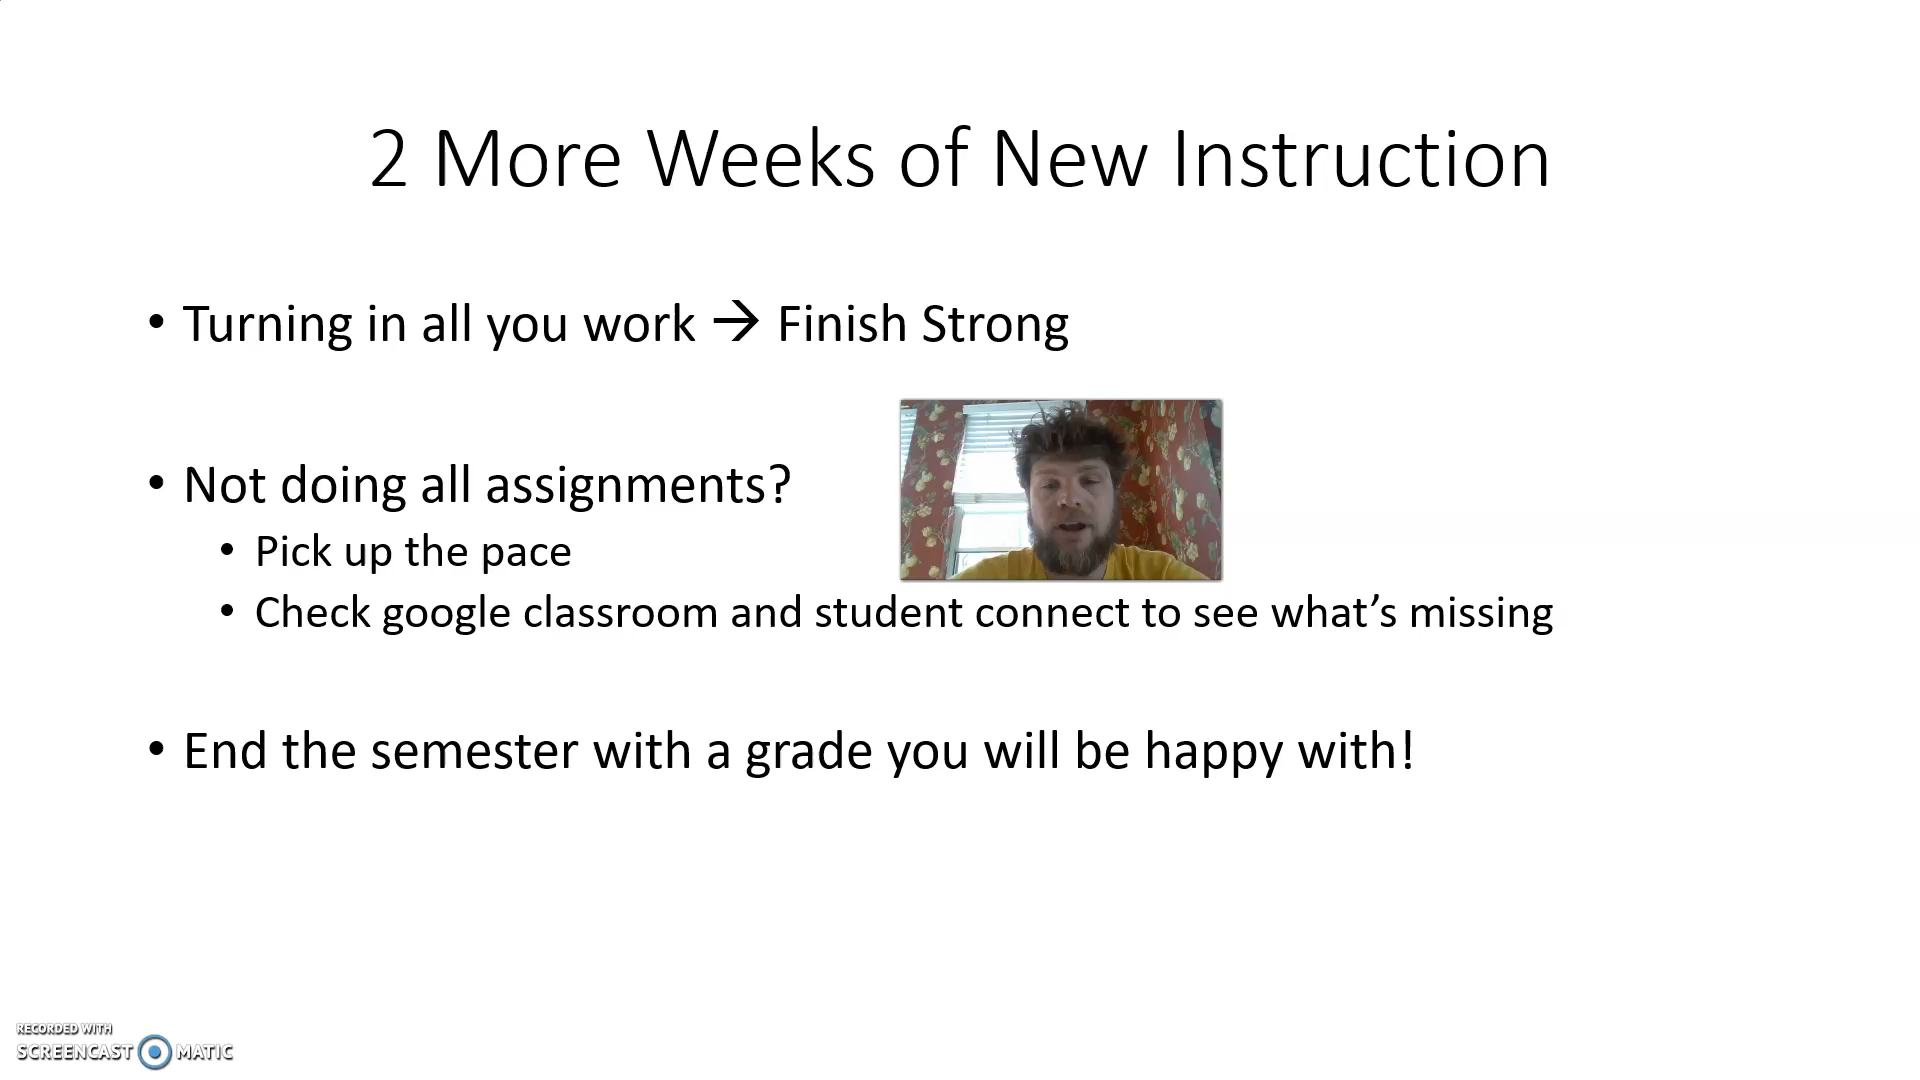 2 More Weeks of New Instruction
• Turning in all you work → Finish Strong
• Not doing all assignments?
• Pick up the pace
• Check google classroom and student connect to see what’s missing
• End the semester with a grade you will be happy with!
RECORDED WITH
SCREENCAST MATIC